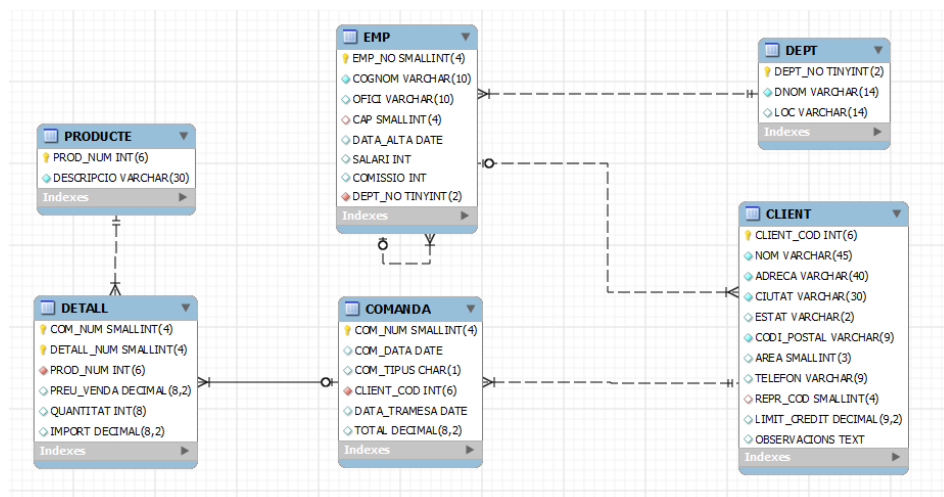 EMP
EMP_NO SMALLINT(4)
COGNOM VARCHAR(10)
OFICI VARCHAR(10)
CAP SMALLINT(4)
DATA_ALTA DATE
SALARI INT
COMISSIO INT
DEPT_NO TINYINT(2)
Indexes
DEPT
DEPT_NO TINYINT(2)
DNOM VARCHAR(14)
LOC VARCHAR(14)
Indexes
PRODUCTE
PROD_NUM INT(6)
DESCRIPCIO VARCHAR(30)
Indexes
CLIENT
CLIENT_COD INT(6)
NOM VARCHAR(45)
ADRECA VARCHAR(40)
CIUTAT VARCHAR(30)
ESTAT VARCHAR(2)
CODI_POSTAL VARCHAR(9)
AREA SMALLINT(3)
TELEFON VARCHAR(9)
REPR_COD SMALLINT(4)
LIMIT_CREDIT DECIMAL(9,2)
OBSERVACIONS TEXT
Indexes
DETALL
COM_NUM SMALLINT(4)
DETALL_NUM SMALLINT(4)
PROD_NUM INT(6)
PREU_VENDA DECIMAL(8,2)
QUANTITAT INT(8)
IMPORT DECIMAL(8,2)
Indexes
COMANDA
COM_NUM SMALLINT(4)
COM_DATA DATE
COM_TIPUS CHAR(1)
CLIENT_COD INT(6)
DATA_TRAMESA DATE
TOTAL DECIMAL(8,2)
Indexes